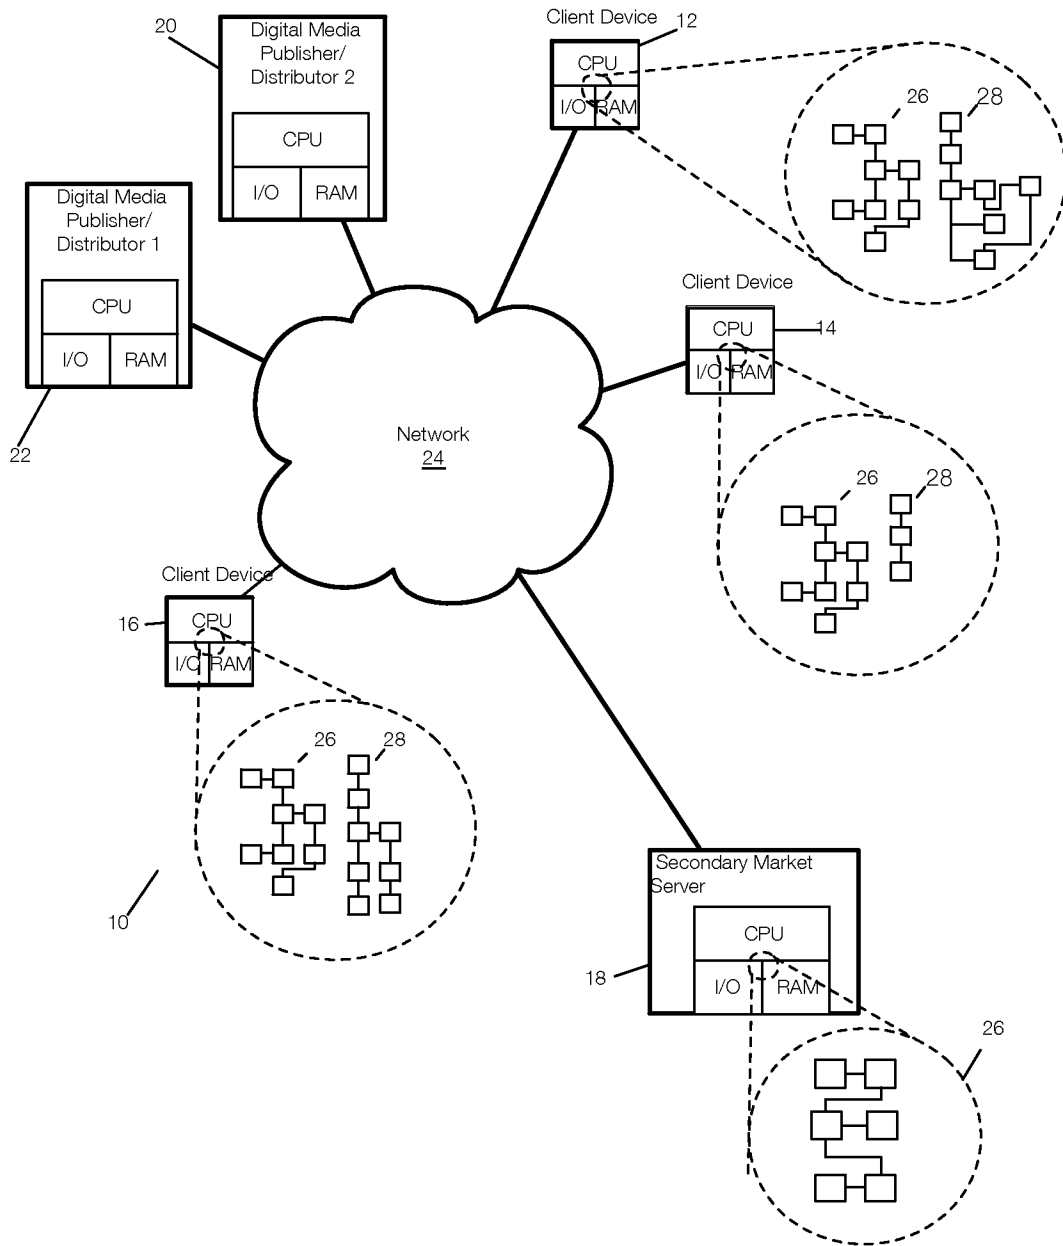 20
Digital Media
Publisher/
Distributor 2
CPU
I/O
RAM
Client Device
12
CPU
I/O
RAM
26
28
Digital Media
Publisher/
Distributor 1
CPU
I/O
RAM
22
Client Device
CPU
14
I/O
RAM
26
28
Network
24
Client Device
16
CPU
I/O
RAM
26
28
10
Secondary Market
Server
CPU
18
I/O
RAM
26